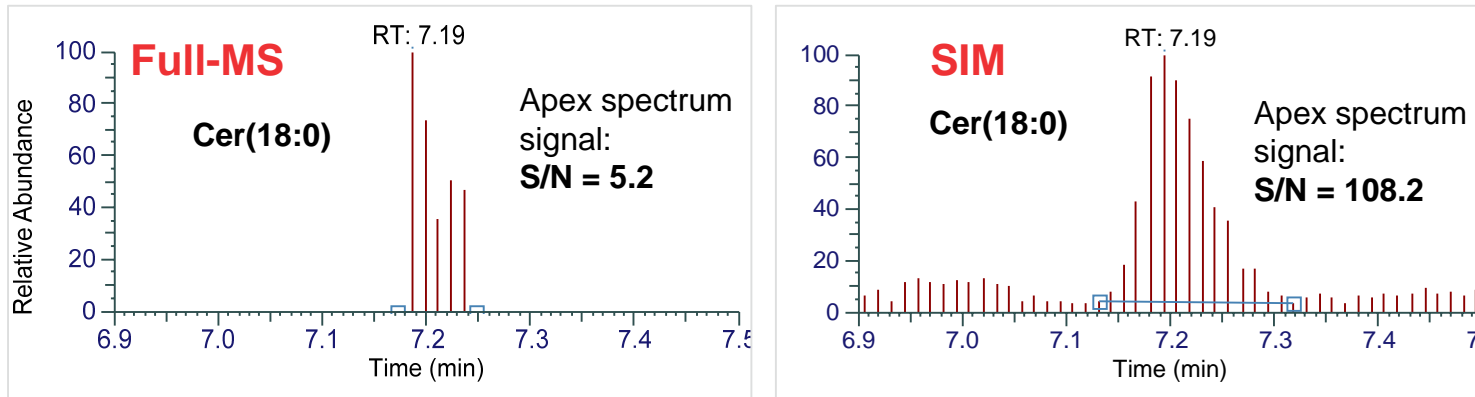 RT: 7.19
Full-MS
Cer(18:0)
Apex spectrum
signal:
S/N = 5.2
Relative Abundance
100
80
60
40
20
0
6.9 7.0 7.1 7.2 7.3 7.4 7.5
Time (min)
RT: 7.19
SIM
Cer(18:0)
Apex spectrum
signal:
S/N = 108.2
100
80
60
40
20
0
6.9 7.0 7.1 7.2 7.3 7.4
Time (min)